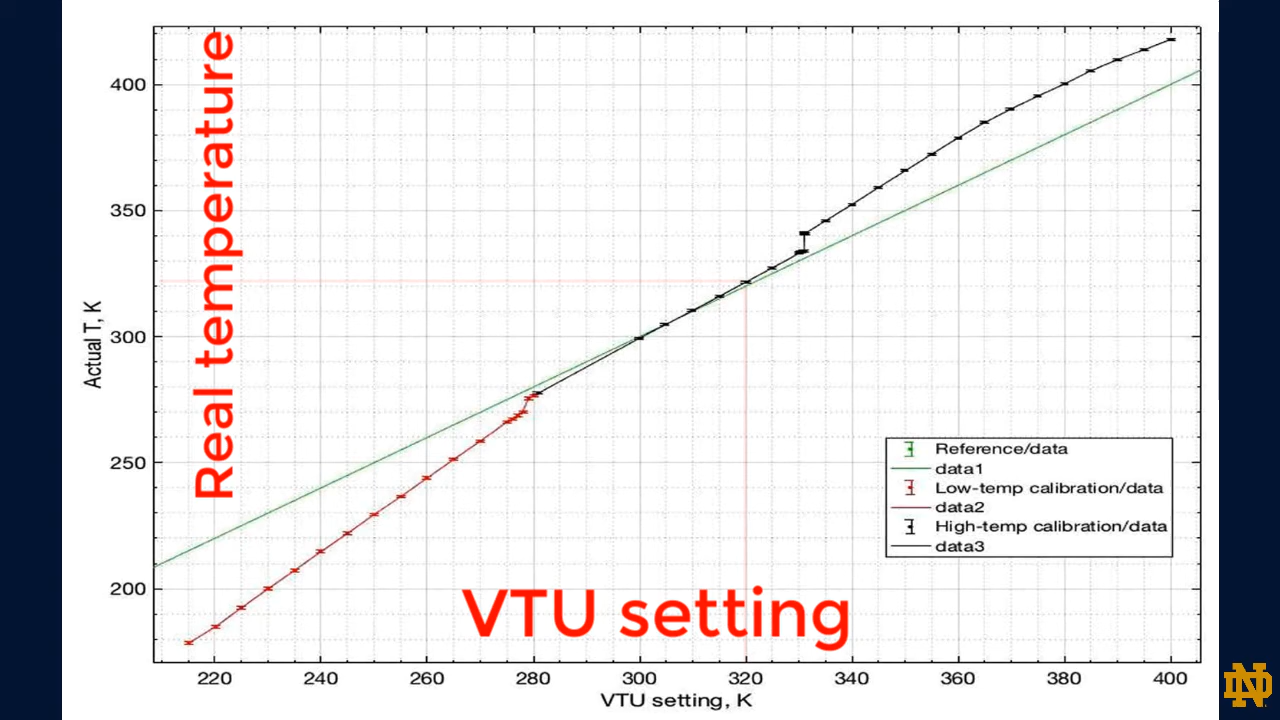 Real temperature
Actual T, K
400
350
300
250
200
Reference/data
data1
Low-temp calibration/data
data2
High-temp calibration/data
data3
VTU setting
220 240 260 280 300 320 340 360 380 400
VTU setting, K
ND